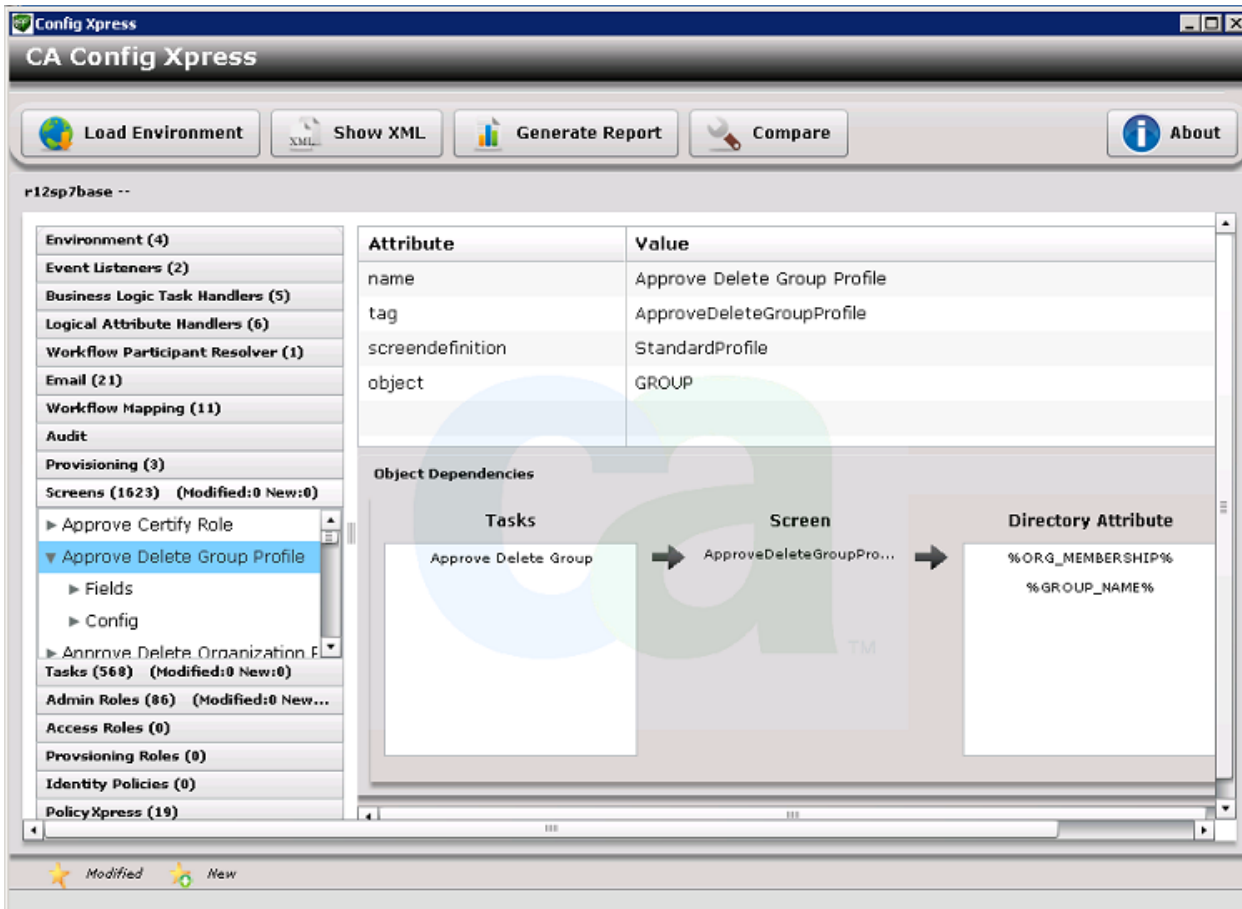 Config Xpress
CA Config Xpress
Load Environment
XML
Show XML
Generate Report
Compare
About
r12sp7base --
Environment (4)
Event Listeners (2)
Business Logic Task Handlers (5)
Logical Attribute Handlers (6)
Workflow Participant Resolver (1)
Email (21)
Workflow Mapping (11)
Audit
Provisioning (3)
Screens (1623) (Modified:0 New:0)
Approve Certify Role
Approve Delete Group Profile
Fields
Config
Approve Delete Organization P
Tasks (568) (Modified:0 New:0)
Admin Roles (86) (Modified:0 New...
Access Roles (0)
Provsioning Roles (0)
Identity Policies (0)
PolicyXpress (19)
Attribute Value
name Approve Delete Group Profile
tag ApproveDeleteGroupProfile
screendefinition StandardProfile
object GROUP
ca
TM
Object Dependencies
Tasks Screen Directory Attribute
Approve Delete Group ApproveDeleteGroupPro... %ORG_MEMBERSHIP%
%GROUP_NAME%
Modified New